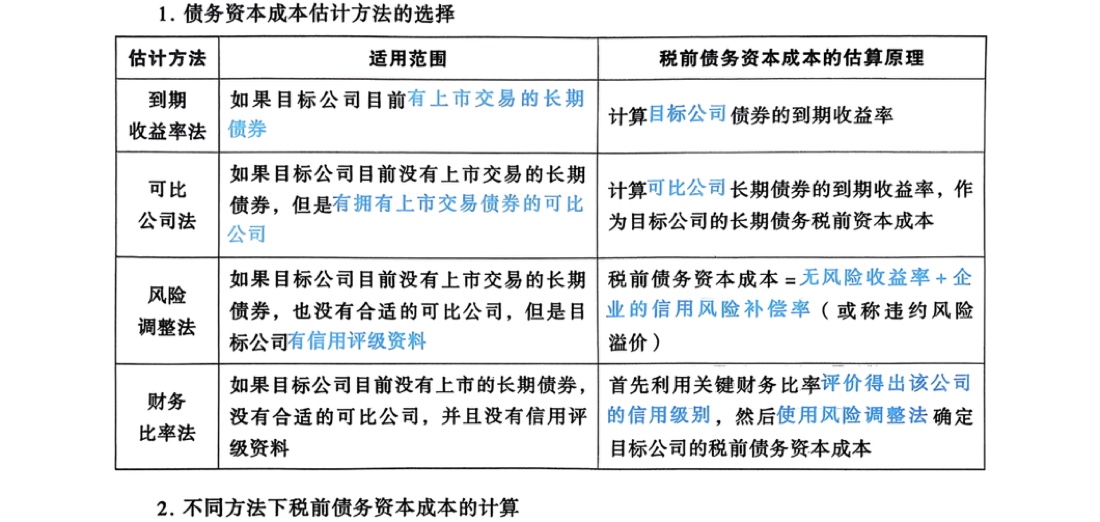 1. 债务资本成本估计方法的选择
估计方法 适用范围 税前债务资本成本的估算原理
到期
收益率法
如果目标公司目前有上市交易的长期
债券
计算目标公司债券的到期收益率
可比
公司法
如果目标公司目前没有上市交易的长期
债券，但是有拥有上市交易债券的可比
公司
计算可比公司长期债券的到期收益率，作
为目标公司的长期债务税前资本成本
风险
调整法
如果目标公司目前没有上市交易的长期
债券，也没有合适的可比公司，但是目
标公司有信用评级资料
税前债务资本成本=无风险收益率+企
业的信用风险补偿率（或称违约风险
溢价）
财务
比率法
如果目标公司目前没有上市的长期债券，
没有合适的可比公司，并且没有信用评
级资料
首先利用关键财务比率评价得出该公司
的信用级别，然后使用风险调整法确定
目标公司的税前债务资本成本
2. 不同方法下税前债务资本成本的计算